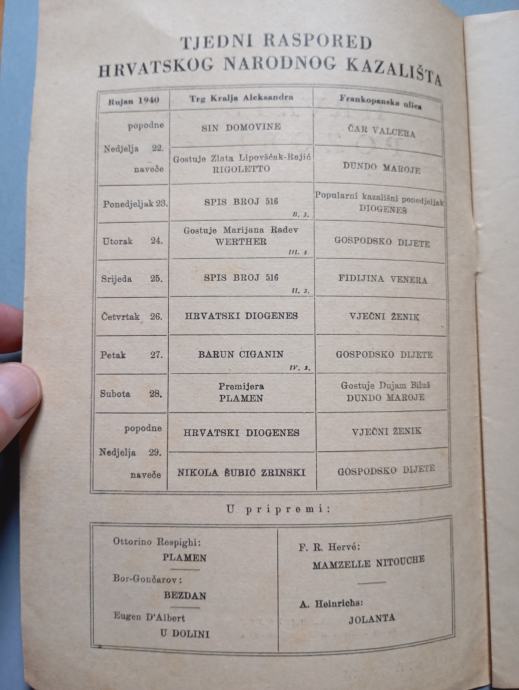 TJEDNI RASPORED
HRVATSKOG NARODNOG KAZALIŠTA
Rujan 1940 Trg Kralja Aleksandra Frankopanska ulica
popodne SIN DOMOVINE ČAR VALCERA
Nedjelja 22.
naveče Gostuje Zlata Lipovšćak-Rejić
RIGOLETTO DUNDO MAROJE
Ponedjeljak 23. SPIS BROJ 516 Popularni kazališni ponedjeljak
DIOGENES
Utorak 24. Gostuje Marijana Radev
WERTHER GOSPODSKO DIJETE
Srijeda 25. SPIS BROJ 516 FIDIJINA VENERA
Četvrtak 26. HRVATSKI DIOGENES VJEČNI ŽENIK
Petak 27. BARUN CIGANIN GOSPODSKO DIJETE
Subota 28. Premijera Gostuje Dujam Biluš
PLAMEN DUNDO MAROJE
popodne HRVATSKI DIOGENES VJEČNI ŽENIK
Nedelja 29.
naveče NIKOLA ŠUBIĆ ZRINSKI GOSPODSKO DIJETE
U pripremi:
Ottorino Respighi:
PLAMEN
Bor-Gončarov:
BEZDAN
Eugen D'Albert
U DOLINI
F. R. Hervé:
MAMZELLE NITOUCHE
A. Heinrichs:
JOLANTA